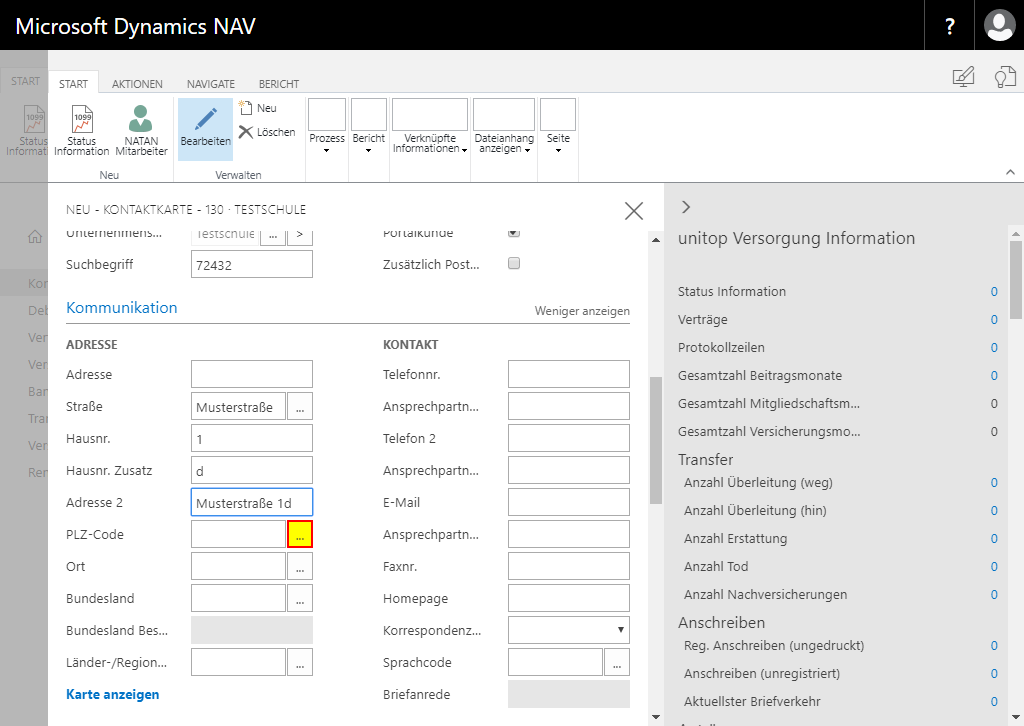 Microsoft Dynamics NAV
?
START
START
AKTIONEN
NAVIGATE
BERICHT
1099
Status
Informat
1099
Status
Information
NATAN
Mitarbeiter
Bearbeiten
Neu
Löschen
Prozess
Bericht
Verknüpfte
Informationen
Dateianhang
anzeigen
Seite
Neu
Verwalten
NEU - KONTAKTKARTE - 130 · TESTSCHULE
Unternehmens...
Testschule
...
>
Portalkunde
Suchbegriff
72432
Zusätzlich Post...
Kommunikation
Weniger anzeigen
ADRESSE
KONTAKT
Adresse
Telefonnr.
Straße
Musterstraße
...
Ansprechpartn...
Hausnr.
1
Telefon 2
Hausnr. Zusatz
d
Ansprechpartn...
Adresse 2
Musterstraße 1d
E-Mail
PLZ-Code
...
Ansprechpartn...
Ort
...
Faxnr.
Bundesland
...
Homepage
Bundesland Bes...
Korrespondenz...
Länder-/Region...
...
Sprachcode
...
Karte anzeigen
Briefanrede
Kon
Deb
Ver
Ver
Ban
Tran
Ver
Ren
unitop Versorgung Information
Status Information 0
Verträge 0
Protokollzeilen 0
Gesamtzahl Beitragsmonate 0
Gesamtzahl Mitgliedschaftsm... 0
Gesamtzahl Versicherungsmo... 0
Transfer
Anzahl Überleitung (weg) 0
Anzahl Überleitung (hin) 0
Anzahl Erstattung 0
Anzahl Tod 0
Anzahl Nachversicherungen 0
Anschreiben
Reg. Anschreiben (ungedruckt) 0
Anschreiben (unregistriert) 0
Aktuellster Briefverkehr 0